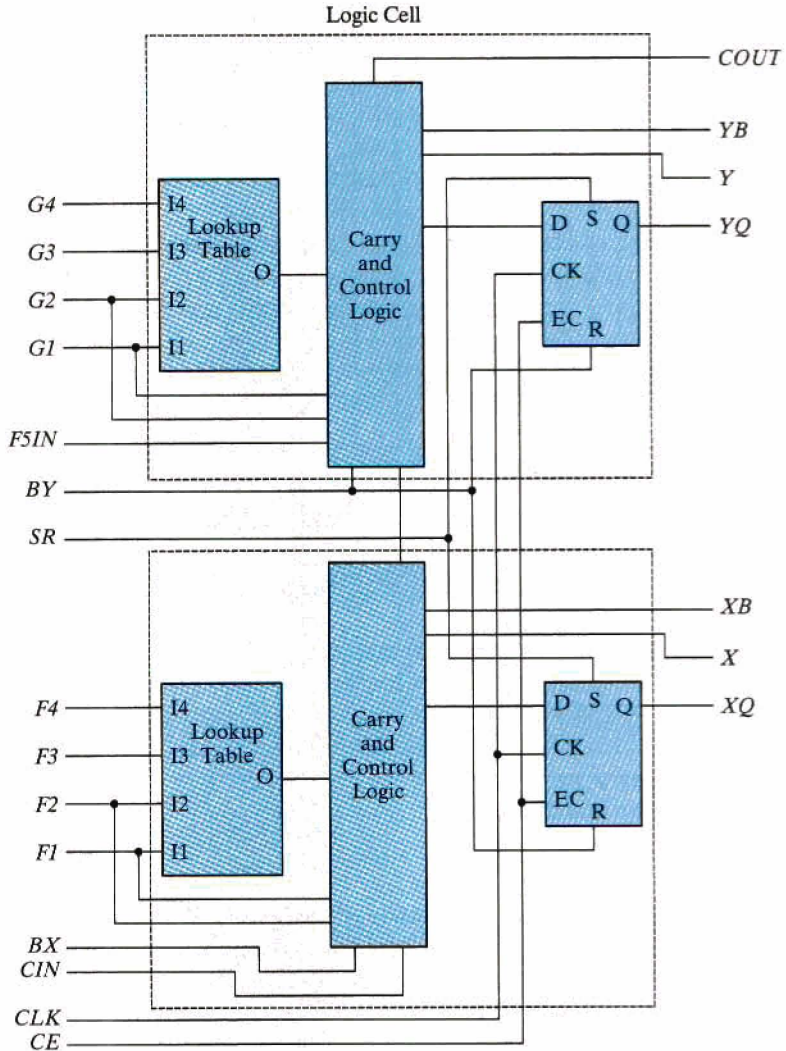 Logic Cell
COUT
YB
Y
YQ
G4
G3
G2
G1
F5IN
BY
SR
I4
I3
I2
I1
Lookup
Table
O
Carry
and
Control
Logic
D
S
Q
CK
EC
R
XB
X
XQ
F4
F3
F2
F1
I4
I3
I2
I1
Lookup
Table
O
Carry
and
Control
Logic
D
S
Q
CK
EC
R
BX
CIN
CLK
CE